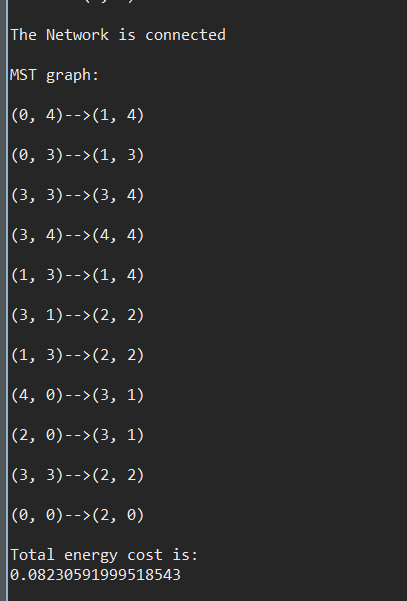 The Network is connected
MST graph:
(0, 4)-->(1, 4)
(0, 3)-->(1, 3)
(3, 3)-->(3, 4)
(3, 4)-->(4, 4)
(1, 3)-->(1, 4)
(3, 1)-->(2, 2)
(1, 3)-->(2, 2)
(4, 0)-->(3, 1)
(2, 0)-->(3, 1)
(3, 3)-->(2, 2)
(0, 0)-->(2, 0)
Total energy cost is:
0.08230591999518543